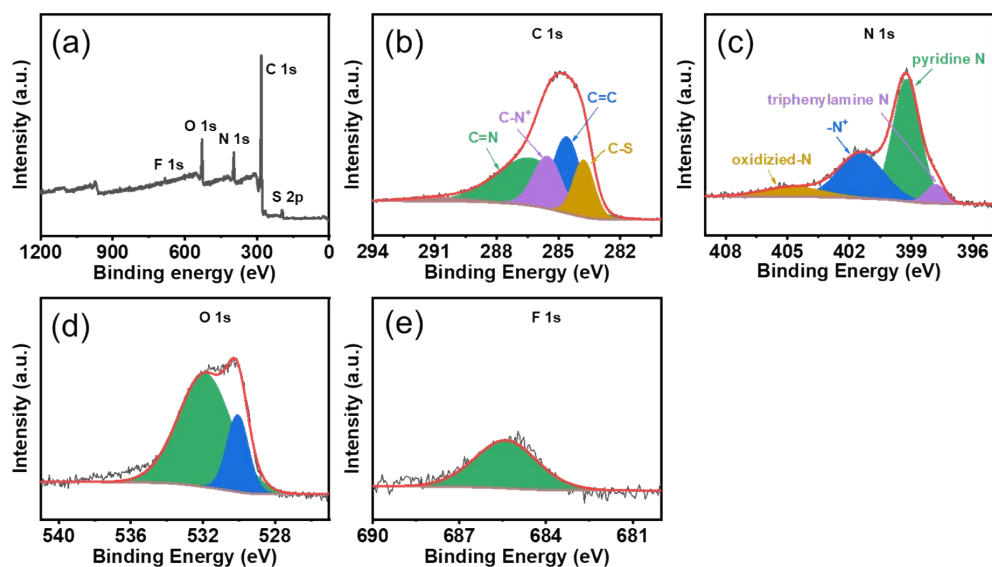 (a)
C 1s
O 1s
N 1s
F 1s
S 2p
Intensity (a.u.)
1200 900 600 300 0
Binding energy (eV)
(b)
C 1s
C=C
C-N⁺
C=N
C-S
Intensity (a.u.)
294 291 288 285 282
Binding Energy (eV)
(c)
N 1s
pyridine N
triphenylamine N
-N⁺
oxidizied-N
Intensity (a.u.)
408 405 402 399 396
Binding Energy (eV)
(d)
O 1s
Intensity (a.u.)
540 536 532 528
Binding Energy (eV)
(e)
F 1s
Intensity (a.u.)
690 687 684 681
Binding Energy (eV)